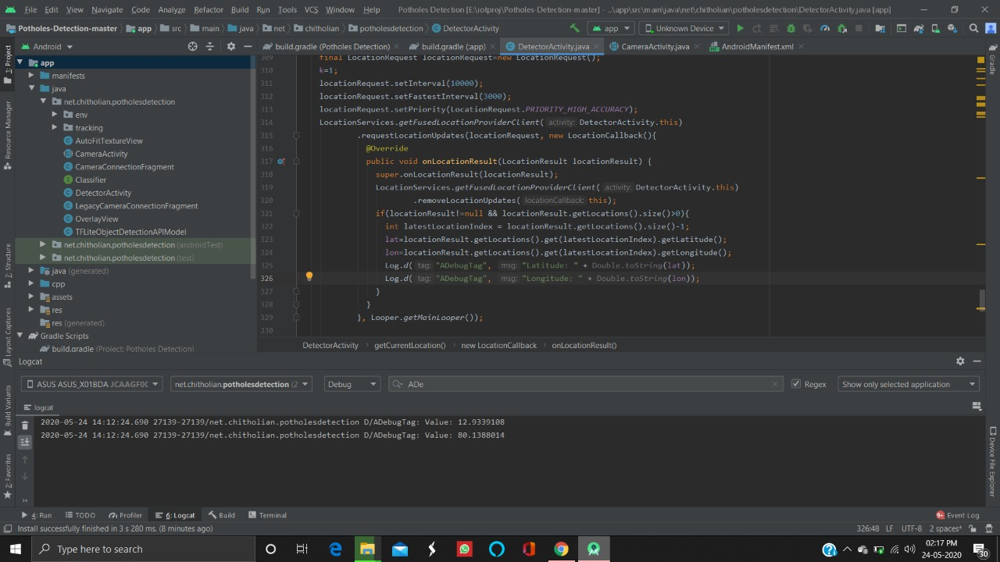 File Edit View Navigate Code Analyze Refactor Build Run Tools VCS Window Help Potholes Detection [E:\iotproj\Potholes-Detection-master] - ...\app\src\main\java\net\chitholian\potholesdetection\DetectorActivity.java [app]
Potholes-Detection-master app src main java net chitholian potholesdetection DetectorActivity app Unknown Device
Android
build.gradle (Potholes Detection) build.gradle (:app) DetectorActivity.java CameraActivity.java AndroidManifest.xml
1: Project
Resource Manager
Z: Structure
Layout Captures
Build Variants
2: Favorites
app
manifests
java
net.chitholian.potholesdetection
env
tracking
AutoFitTextureView
CameraActivity
CameraConnectionFragment
Classifier
DetectorActivity
LegacyCameraConnectionFragment
OverlayView
TFLiteObjectDetectionAPIModel
net.chitholian.potholesdetection (androidTest)
net.chitholian.potholesdetection (test)
java (generated)
cpp
assets
res
res (generated)
Gradle Scripts
build.gradle (Project: Potholes Detection)
309 final LocationRequest locationRequest=new LocationRequest();
310 k=1;
311 locationRequest.setInterval(10000);
312 locationRequest.setFastestInterval(3000);
313 locationRequest.setPriority(LocationRequest.PRIORITY_HIGH_ACCURACY);
314 LocationServices.getFusedLocationProviderClient( activity: DetectorActivity.this)
315 .requestLocationUpdates(locationRequest, new LocationCallback(){
316 @Override
317 public void onLocationResult(LocationResult locationResult) {
318 super.onLocationResult(locationResult);
319 LocationServices.getFusedLocationProviderClient( activity: DetectorActivity.this)
320 .removeLocationUpdates( locationCallback: this);
321 if(locationResult!=null && locationResult.getLocations().size()>0){
322 int latestLocationIndex = locationResult.getLocations().size()-1;
323 lat=locationResult.getLocations().get(latestLocationIndex).getLatitude();
324 lon=locationResult.getLocations().get(latestLocationIndex).getLongitude();
325 Log.d( tag: "ADebugTag", msg: "Latitude: " + Double.toString(lat));
326 Log.d( tag: "ADebugTag", msg: "Longitude: " + Double.toString(lon));
327 }
328 }
329 }, Looper.getMainLooper());
330
DetectorActivity getCurrentLocation() new LocationCallback onLocationResult()
Gradle
Device File Explorer
Logcat
ASUS ASUS_X01BDA JCAAGF0C net.chitholian.potholesdetection (2 Debug ADe Regex Show only selected application
logcat
2020-05-24 14:12:24.690 27139-27139/net.chitholian.potholesdetection D/ADebugTag: Value: 12.9339108
2020-05-24 14:12:24.690 27139-27139/net.chitholian.potholesdetection D/ADebugTag: Value: 80.1388014
4: Run TODO Profiler 6: Logcat Build Terminal 9+ Event Log
Install successfully finished in 3 s 280 ms. (8 minutes ago) 326:48 LF UTF-8 2 spaces*
Type here to search
02:17 PM
24-05-2020
30